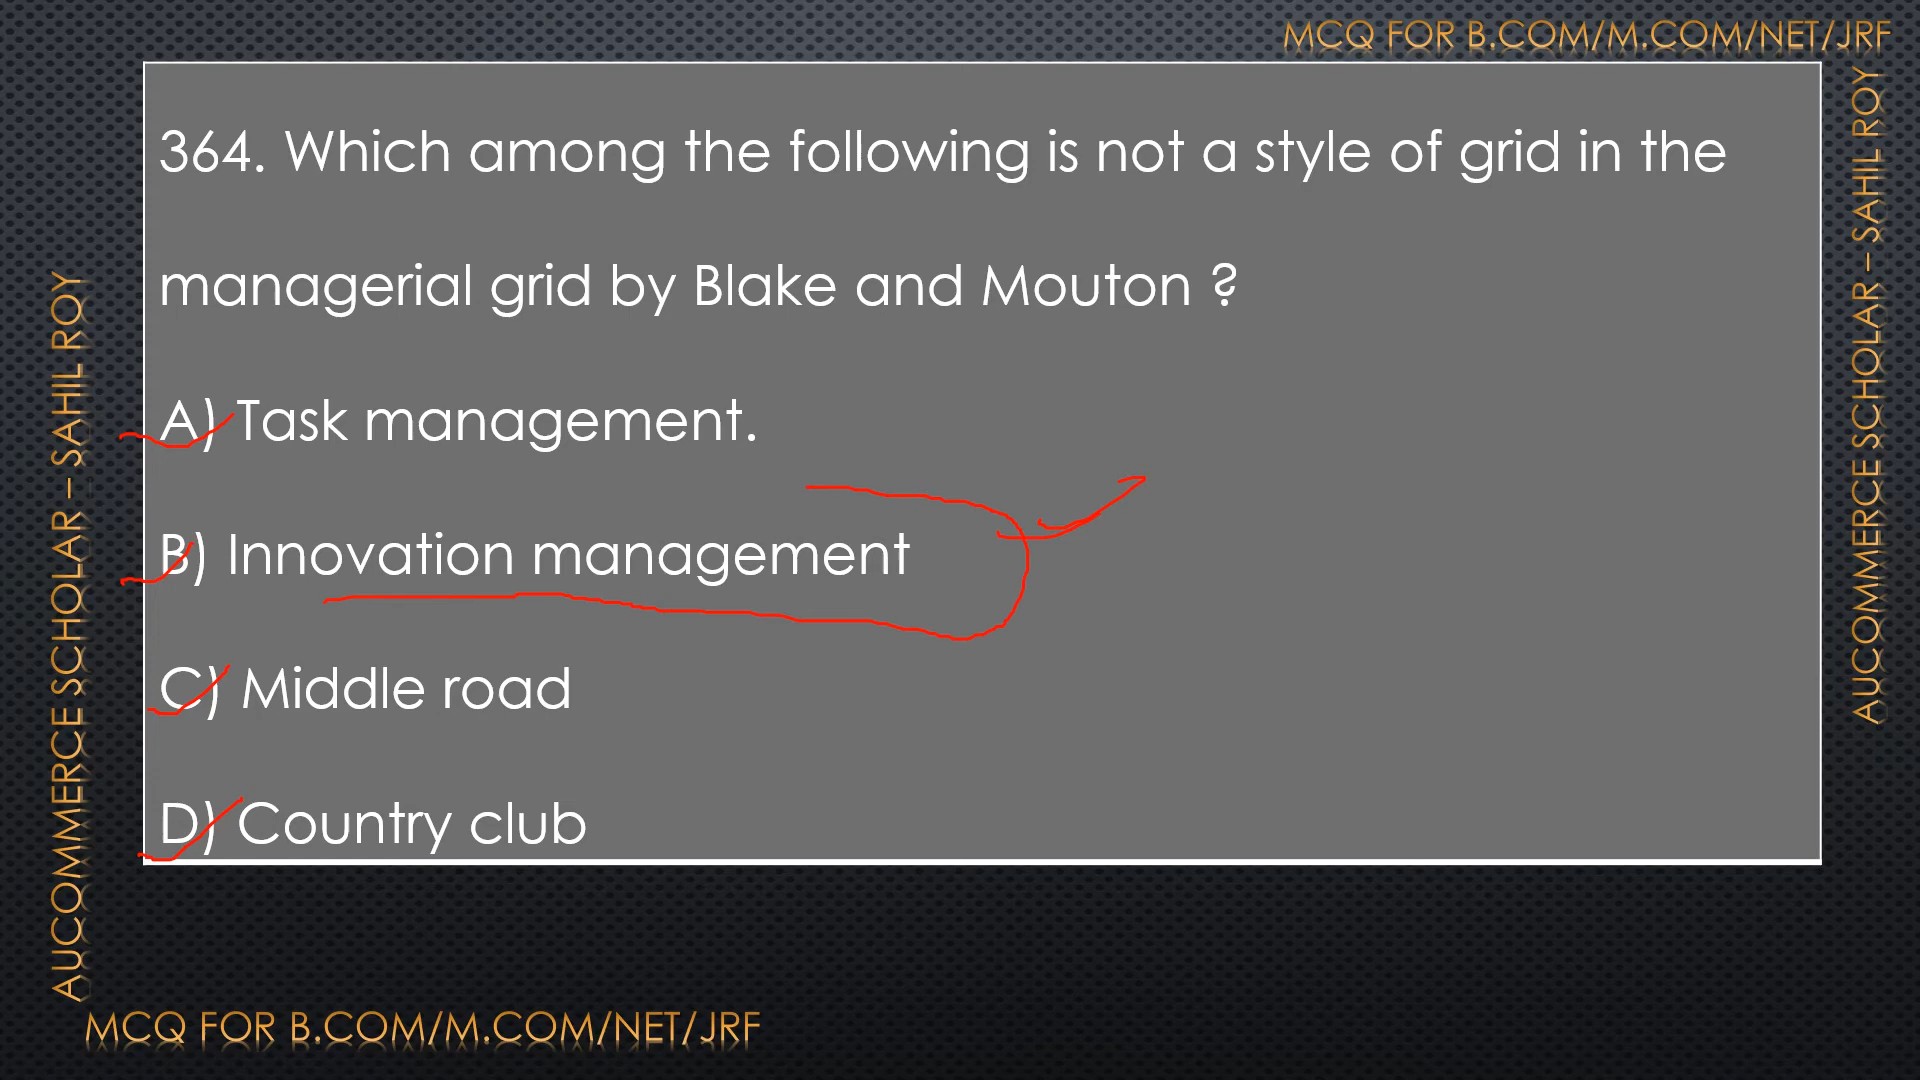 MCQ FOR B.COM/M.COM/NET/JRF
364. Which among the following is not a style of grid in the
managerial grid by Blake and Mouton ?
A) Task management.
B) Innovation management
C) Middle road
D) Country club
AUCOMMERCE SCHOLAR – SAHIL ROY
AUCOMMERCE SCHOLAR – SAHIL ROY
MCQ FOR B.COM/M.COM/NET/JRF